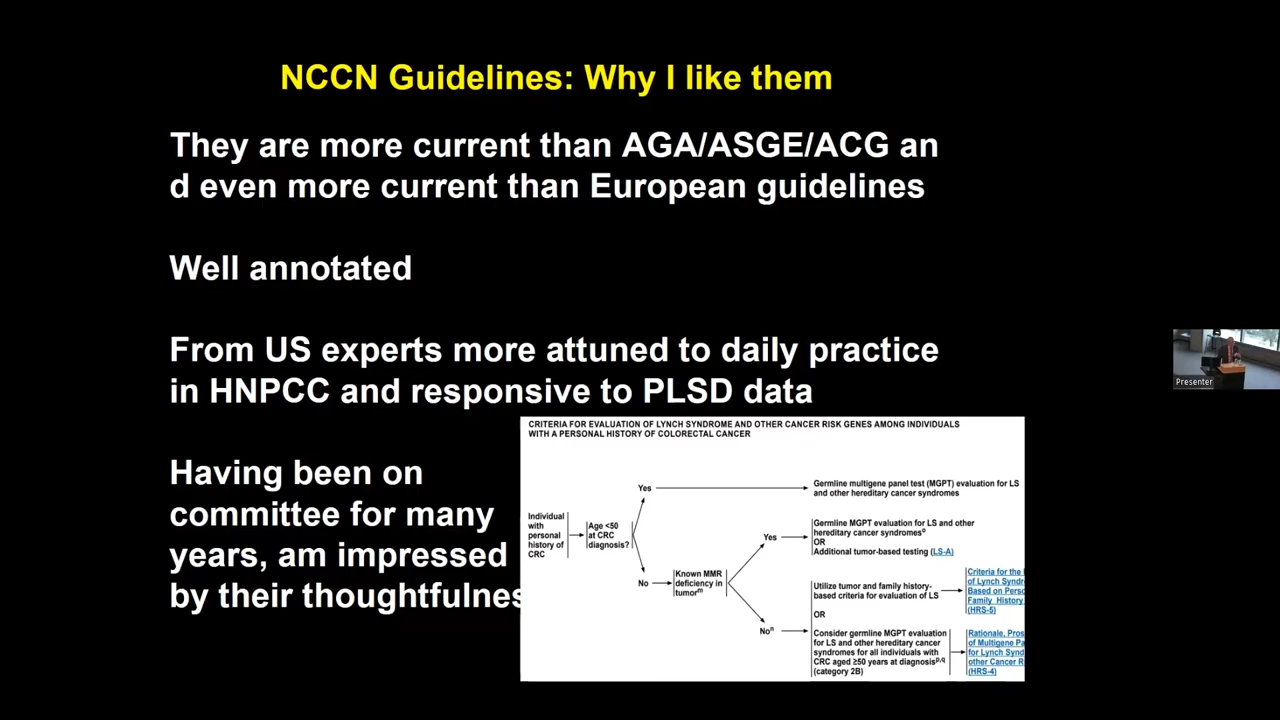 NCCN Guidelines: Why I like them
They are more current than AGA/ASGE/ACG an
d even more current than European guidelines
Well annotated
From US experts more attuned to daily practice
in HNPCC and responsive to PLSD data
Having been on
committee for many
years, am impressed
by their thoughtfulnes
CRITERIA FOR EVALUATION OF LYNCH SYNDROME AND OTHER CANCER RISK GENES AMONG INDIVIDUALS
WITH A PERSONAL HISTORY OF COLORECTAL CANCER
Individual
with
personal
history of
CRC
Age <50
at CRC
diagnosis?
Yes
Germline multigene panel test (MGPT) evaluation for LS
and other hereditary cancer syndromes
No
Known MMR
deficiency in
tumorm
Yes
Germline MGPT evaluation for LS and other
hereditary cancer syndromeso
OR
Additional tumor-based testing (LS-A)
Non
Utilize tumor and family history-
based criteria for evaluation of LS
OR
Consider germline MGPT evaluation
for LS and other hereditary cancer
syndromes for all individuals with
CRC aged ≥50 years at diagnosisp,q
(category 2B)
Criteria for the
of Lynch Syndr
Based on Perso
Family History
(HRS-5)
Rationale, Pros
of Multigene Pa
for Lynch Synd
other Cancer R
(HRS-4)
Presenter